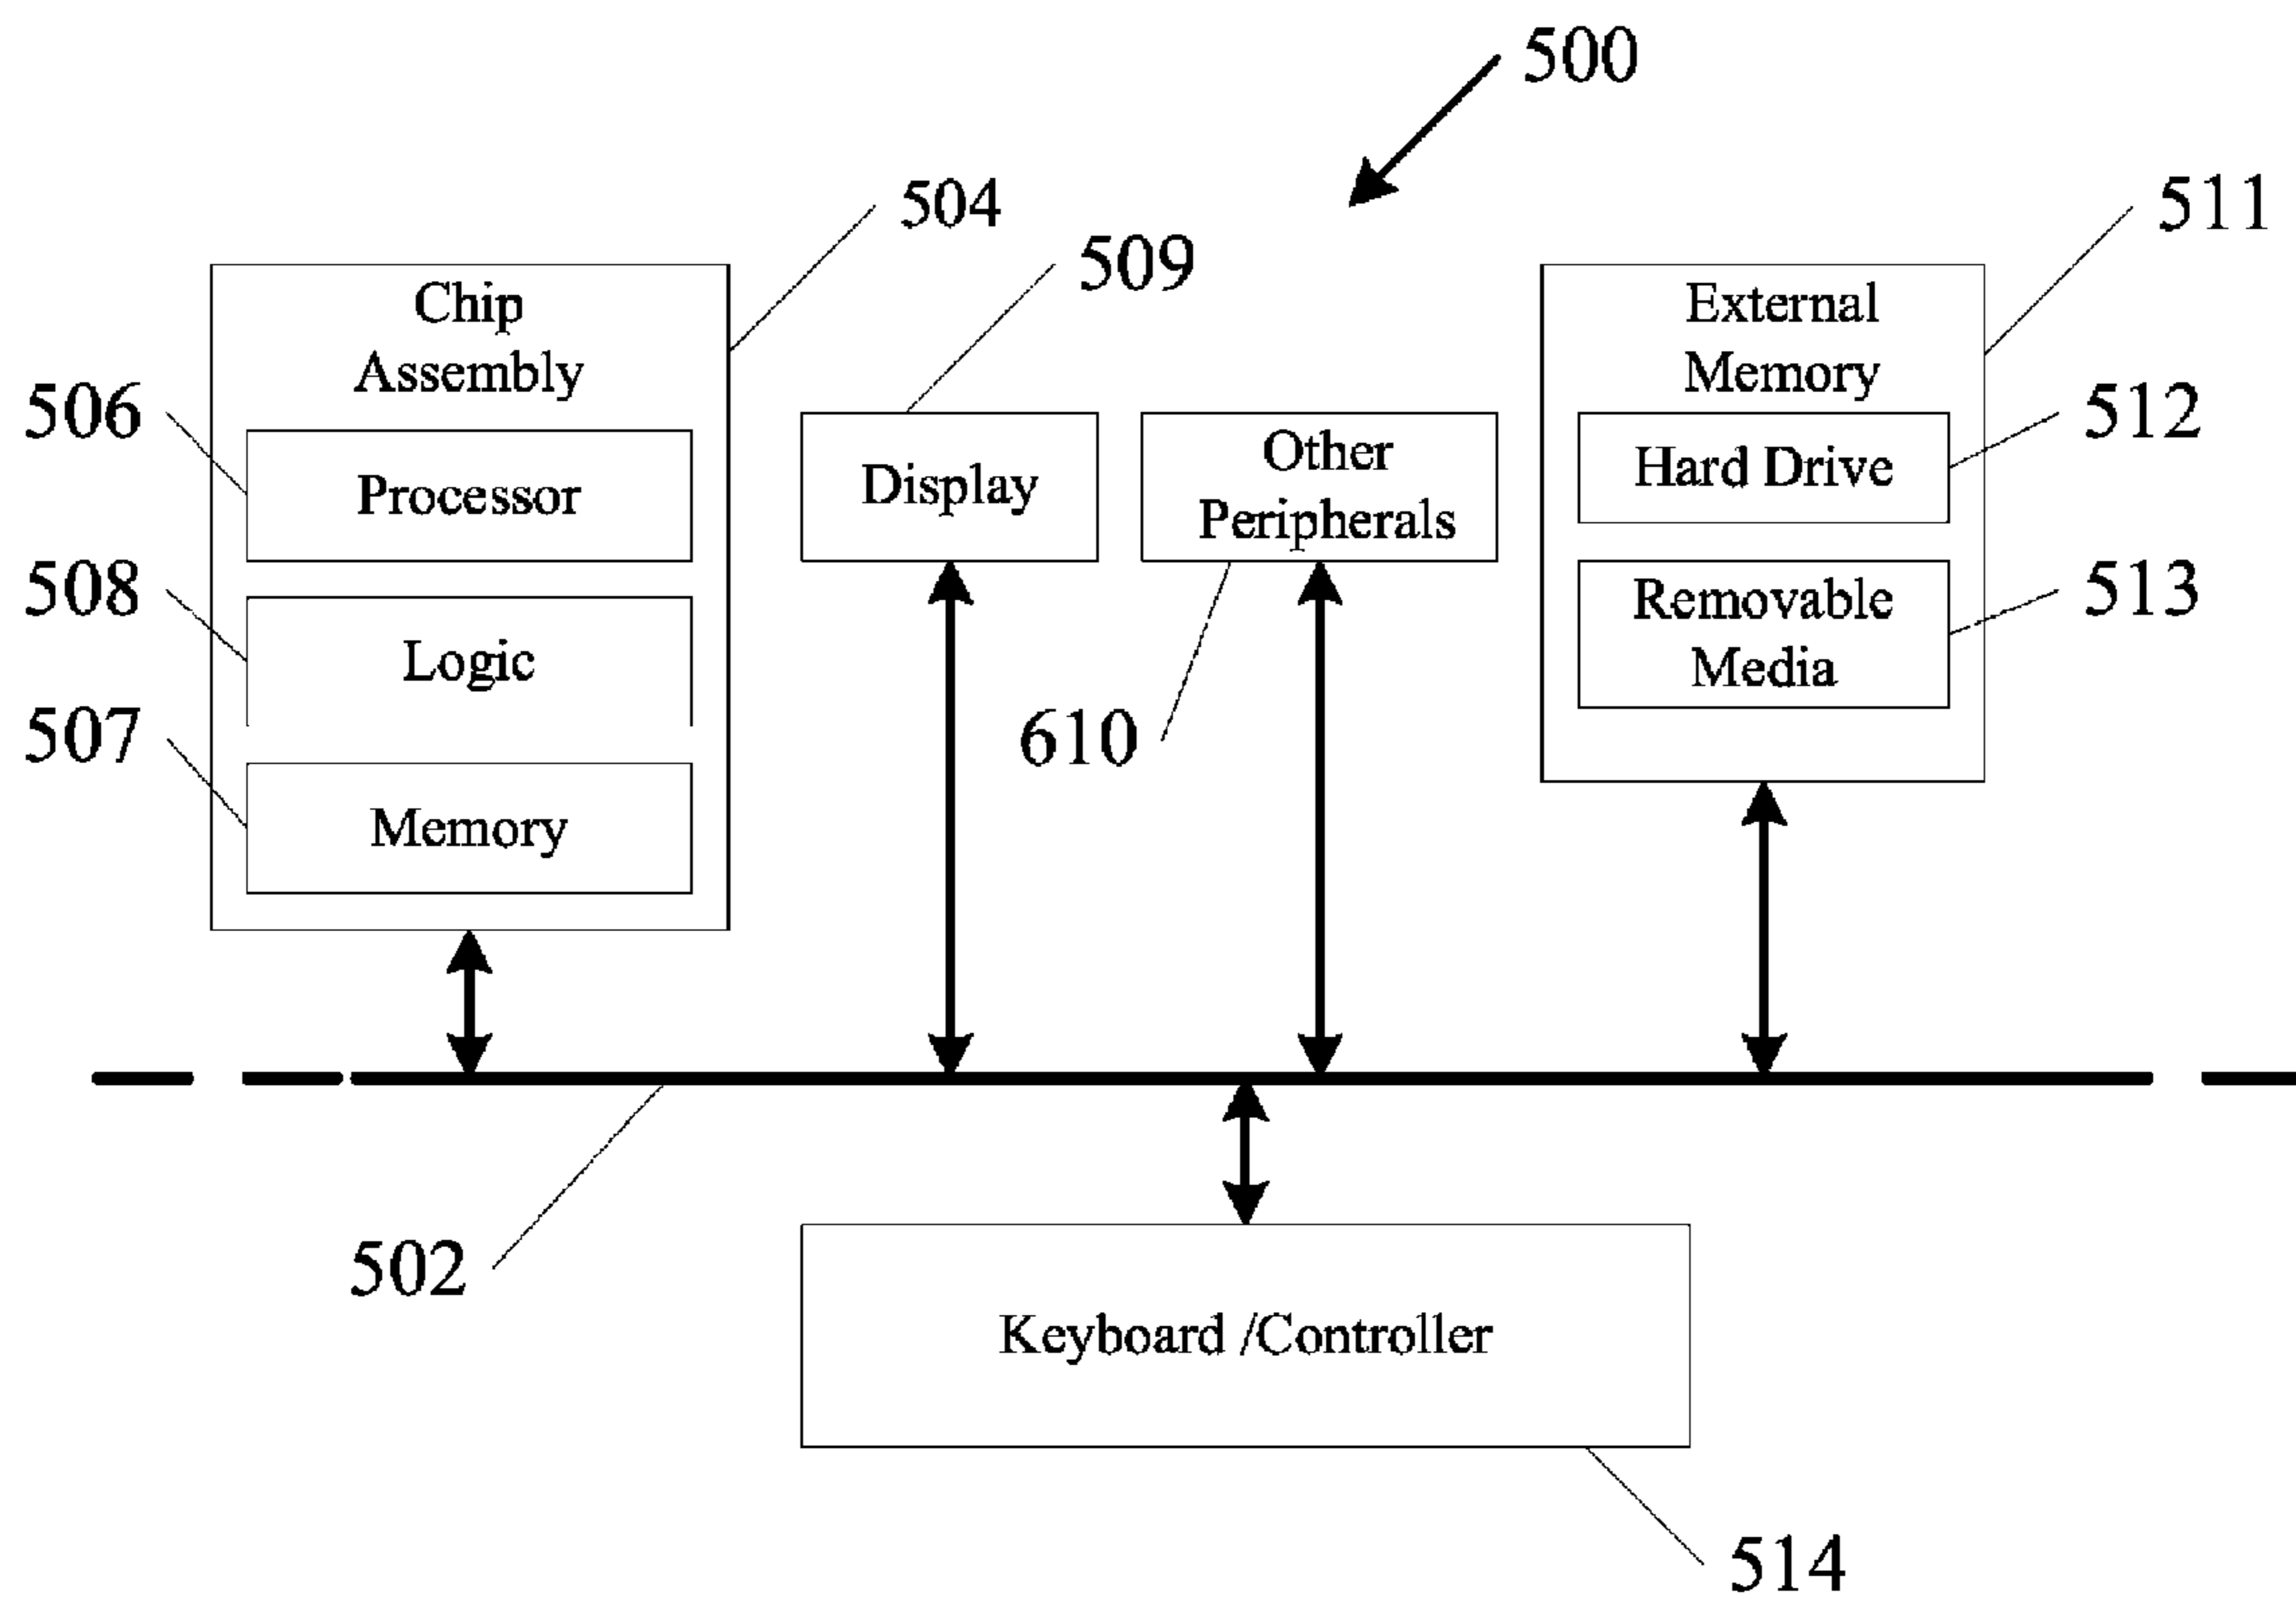 500
504
511
509
Chip
Assembly
External
Memory
506
512
Processor
Display
Other
Peripherals
Hard Drive
508
513
Logic
Removable
Media
507
610
Memory
502
Keyboard /Controller
514